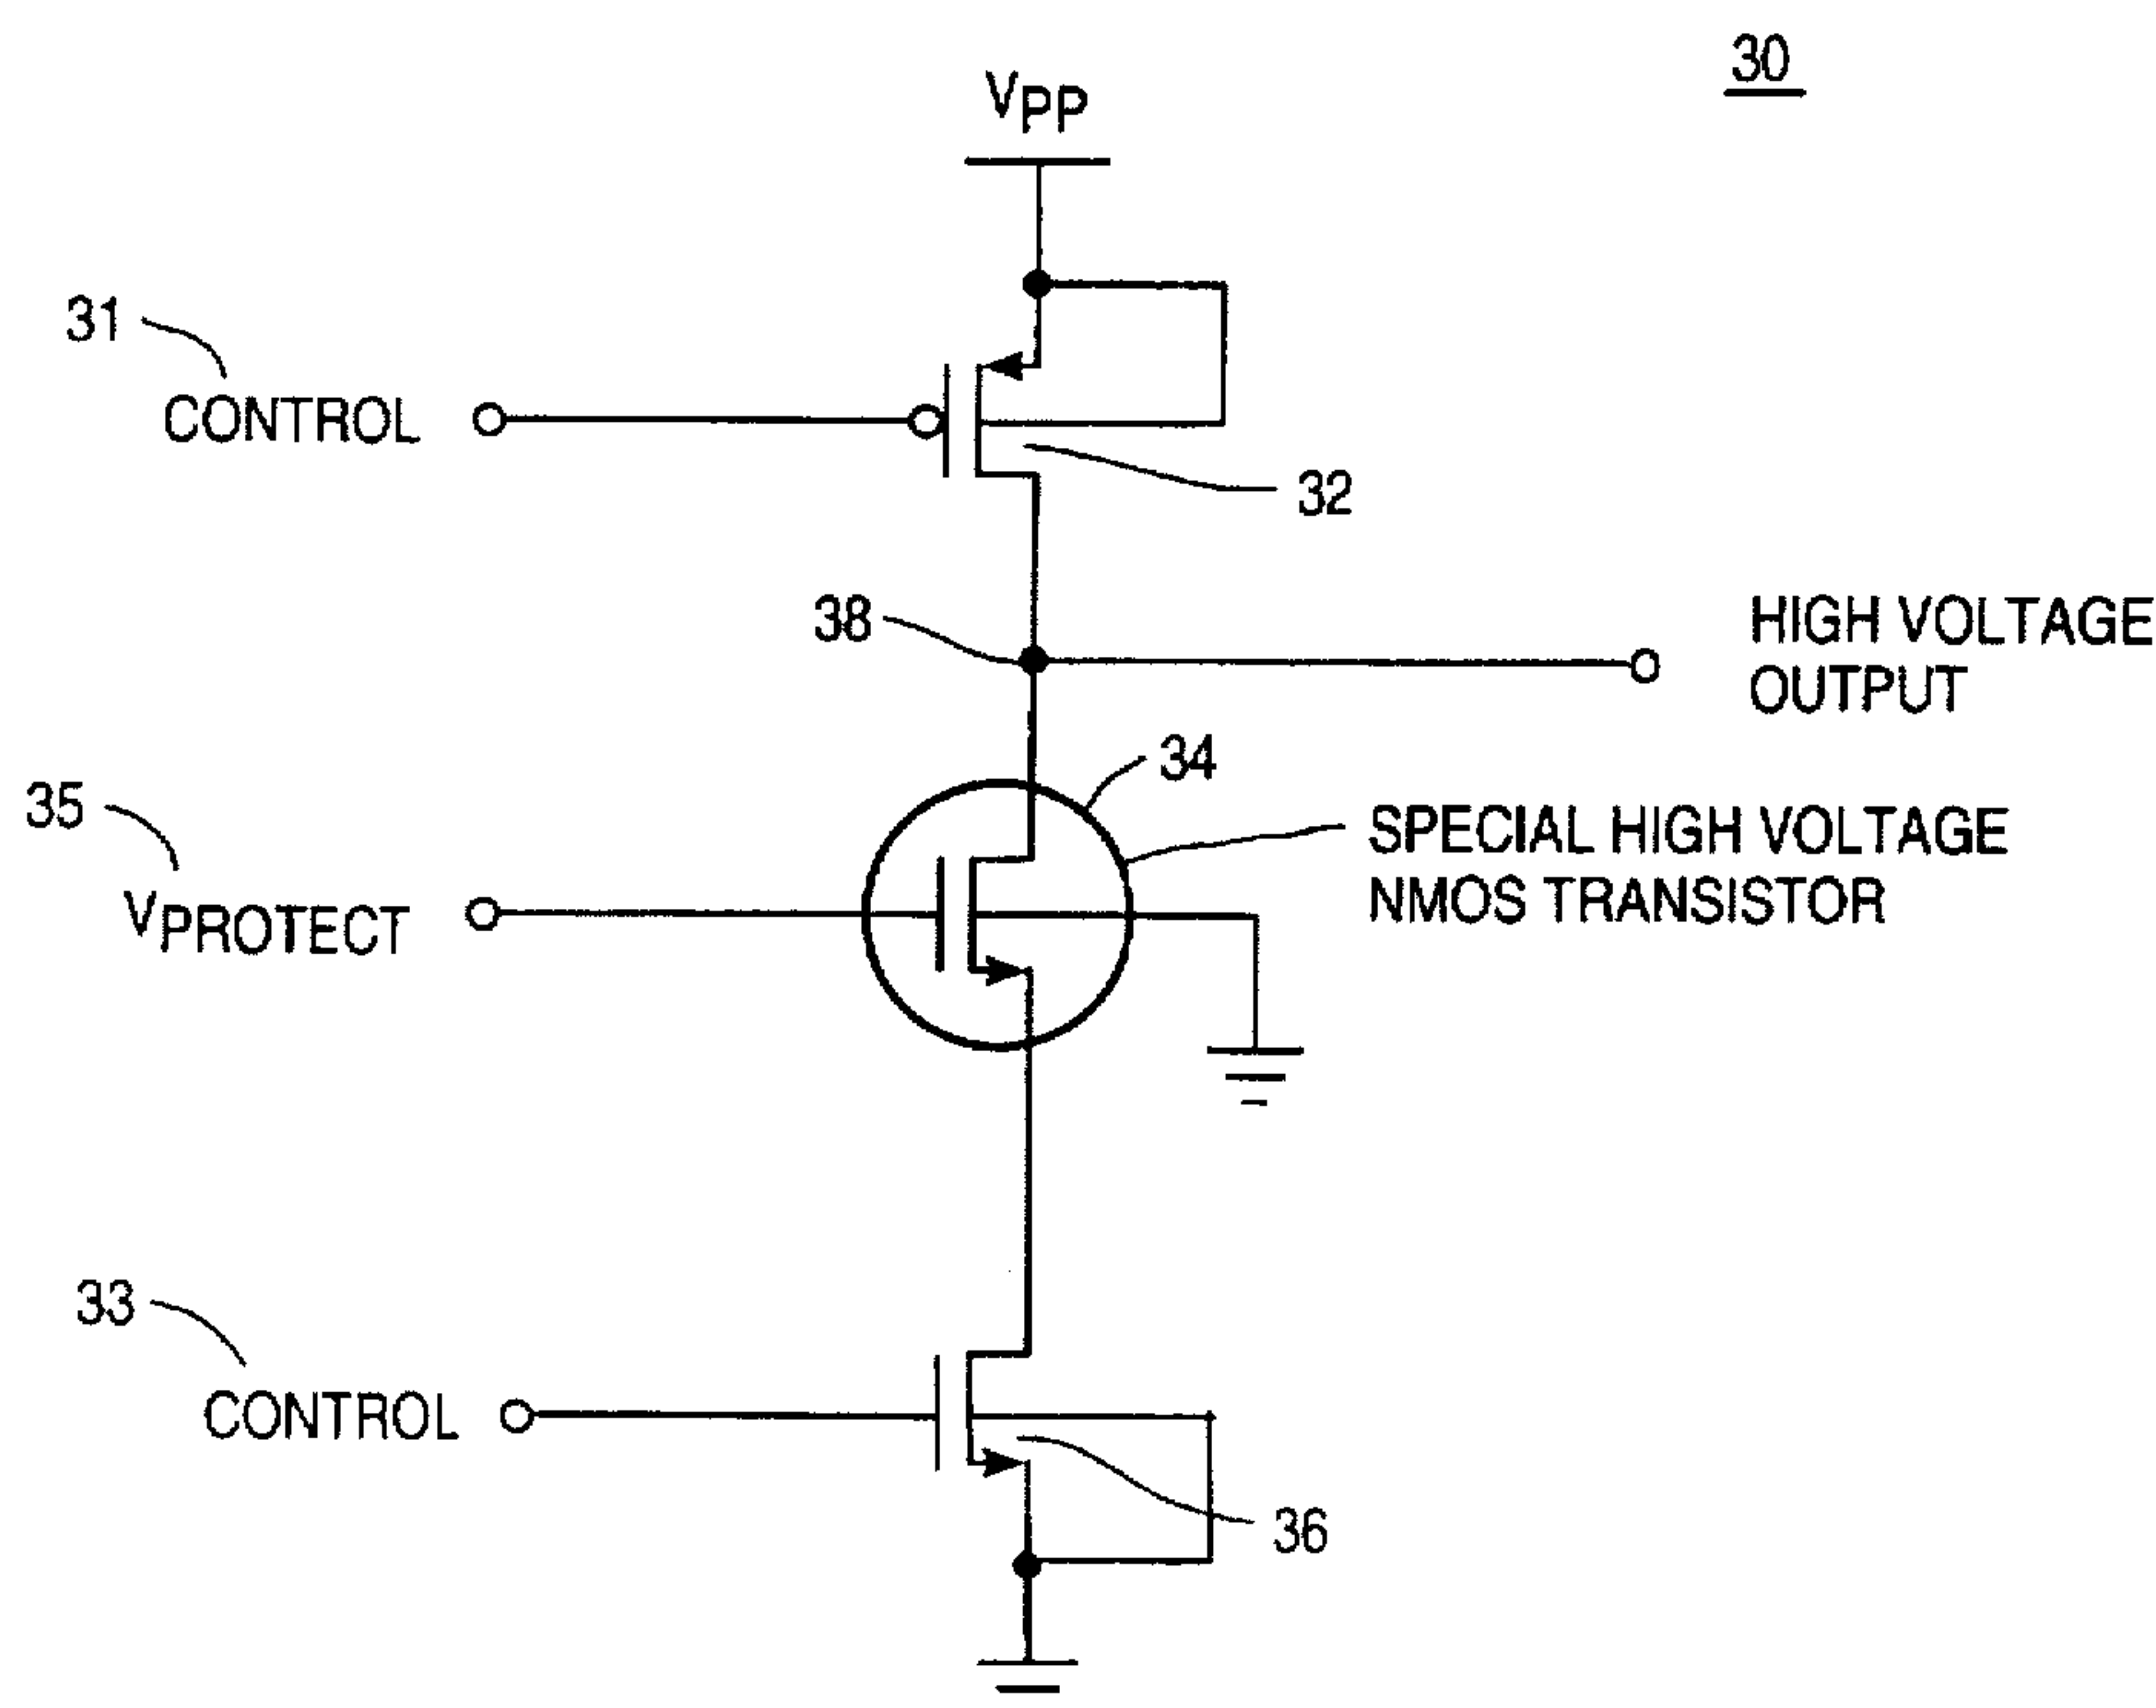 30
VPP
31
CONTROL
32
38
HIGH VOLTAGE
OUTPUT
34
35
VPROTECT
SPECIAL HIGH VOLTAGE
NMOS TRANSISTOR
33
CONTROL
36